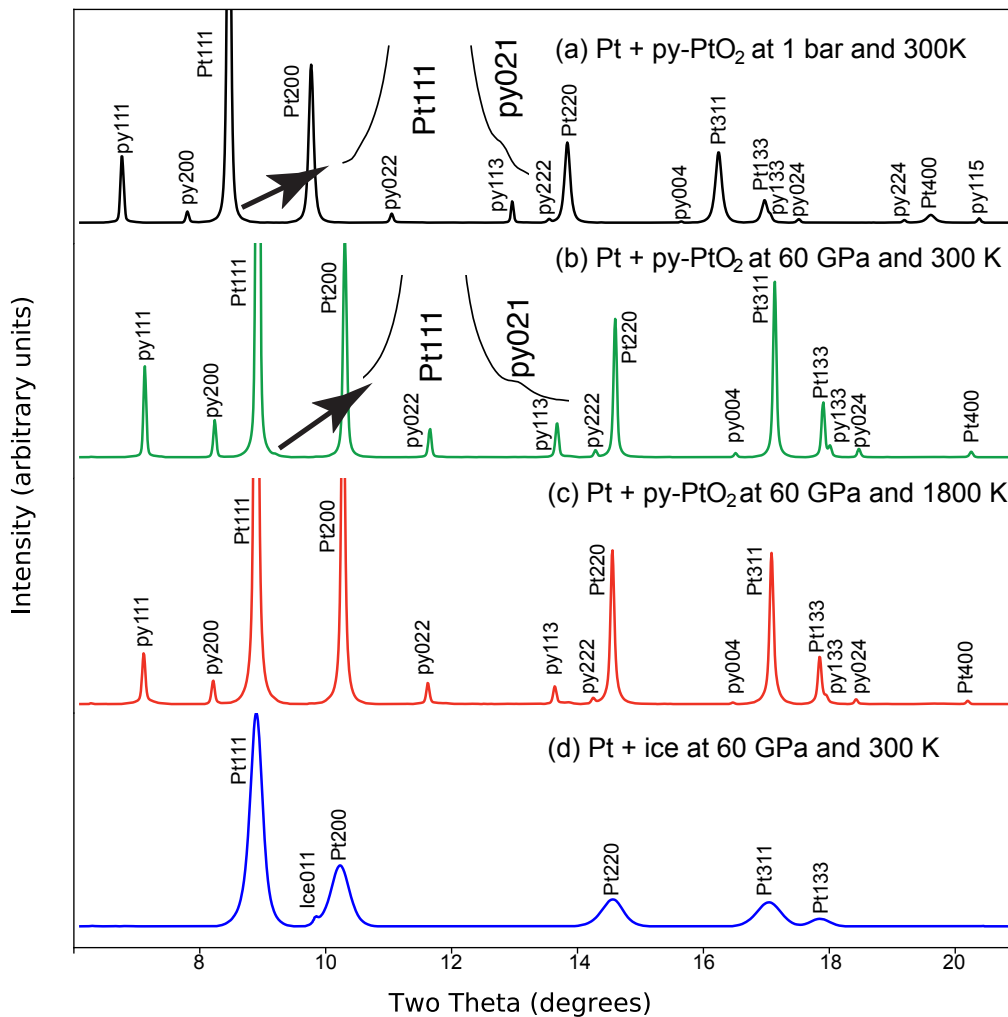 (a) Pt + py-PtO2 at 1 bar and 300K
py111
py200
Pt111
Pt200
Pt111
py021
py022
py113
py222
Pt220
py004
Pt311
Pt133
py133
py024
py224
Pt400
py115
(b) Pt + py-PtO2 at 60 GPa and 300 K
py111
py200
Pt111
Pt200
Pt111
py021
py022
py113
py222
Pt220
py004
Pt311
Pt133
py133
py024
Pt400
(c) Pt + py-PtO2 at 60 GPa and 1800 K
py111
py200
Pt111
Pt200
py022
py113
py222
Pt220
py004
Pt311
Pt133
py133
py024
Pt400
(d) Pt + ice at 60 GPa and 300 K
Pt111
Ice011
Pt200
Pt220
Pt311
Pt133
Intensity (arbitrary units)
8 10 12 14 16 18 20
Two Theta (degrees)